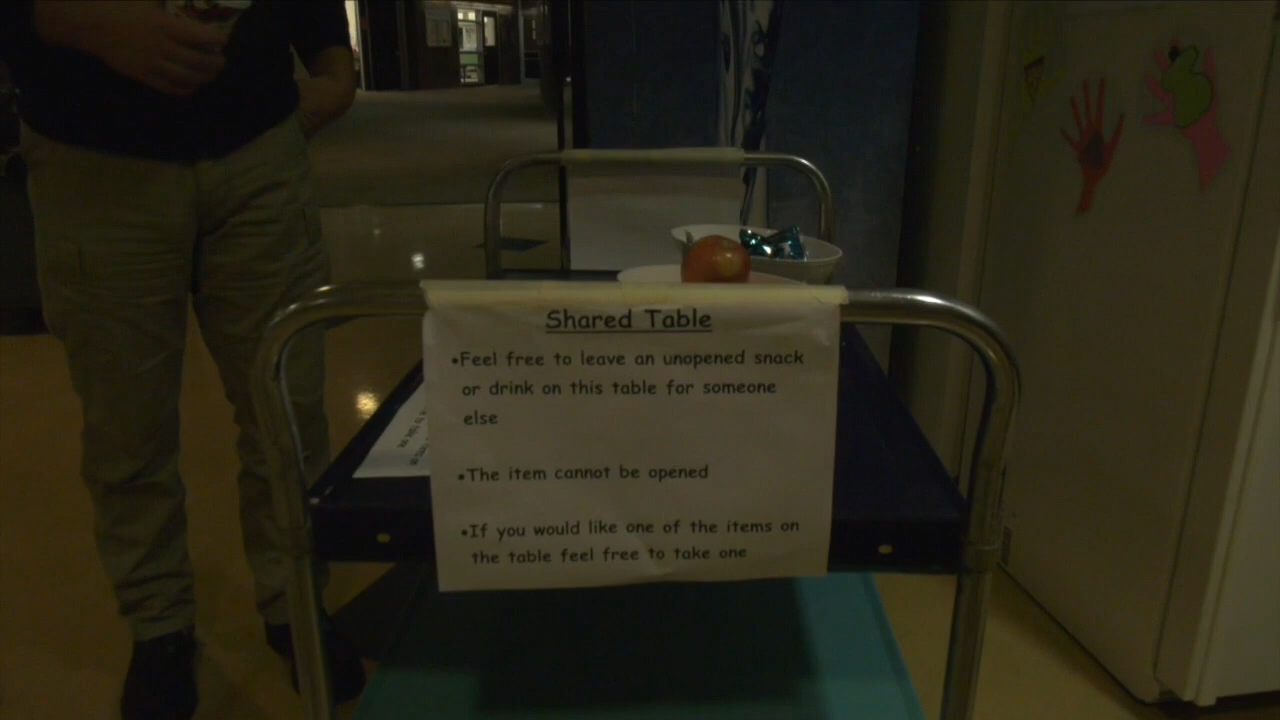 Shared Table
•Feel free to leave an unopened snack
or drink on this table for someone
else
•The item cannot be opened
•If you would like one of the items on
the table feel free to take one